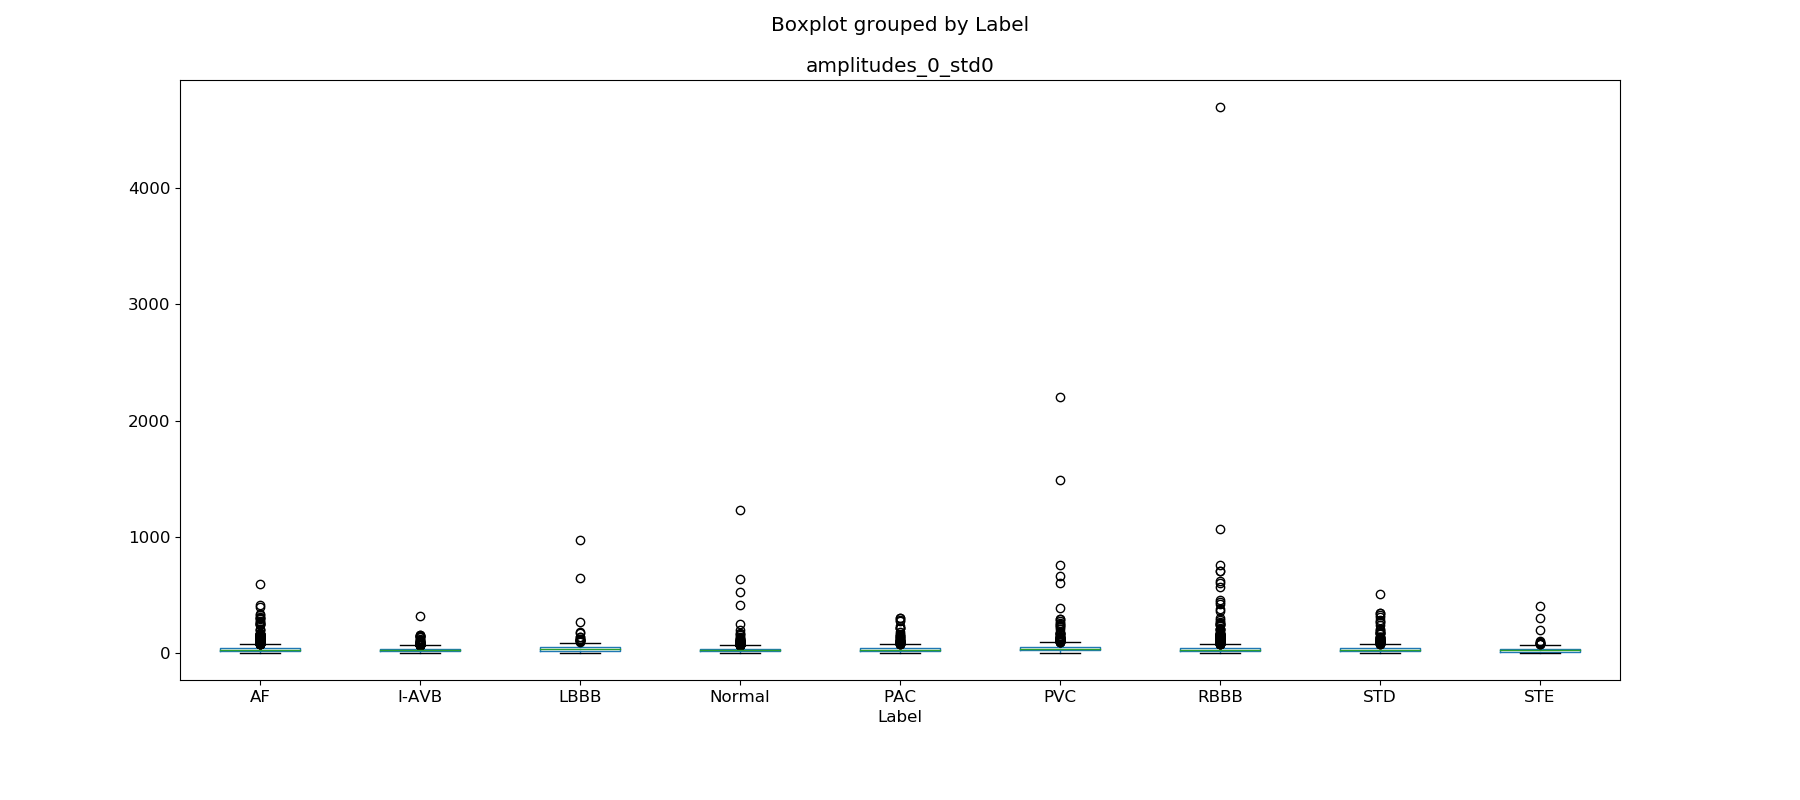 Boxplot grouped by Label
amplitudes_0_std0
4000
3000
2000
1000
0
AF I-AVB LBBB Normal PAC PVC RBBB STD STE
Label